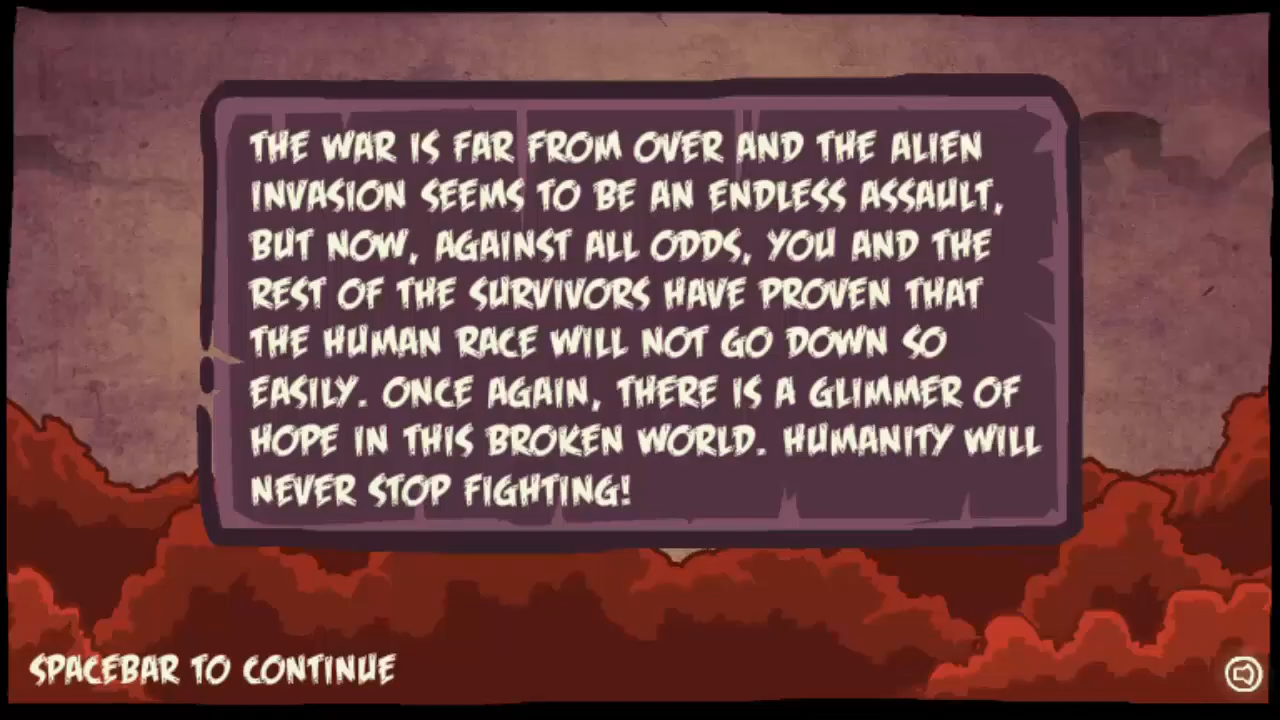 THE WAR IS FAR FROM OVER AND THE ALIEN
INVASION SEEMS TO BE AN ENDLESS ASSAULT,
BUT NOW, AGAINST ALL ODDS, YOU AND THE
REST OF THE SURVIVORS HAVE PROVEN THAT
THE HUMAN RACE WILL NOT GO DOWN SO
EASILY. ONCE AGAIN, THERE IS A GLIMMER OF
HOPE IN THIS BROKEN WORLD. HUMANITY WILL
NEVER STOP FIGHTING!
SPACEBAR TO CONTINUE